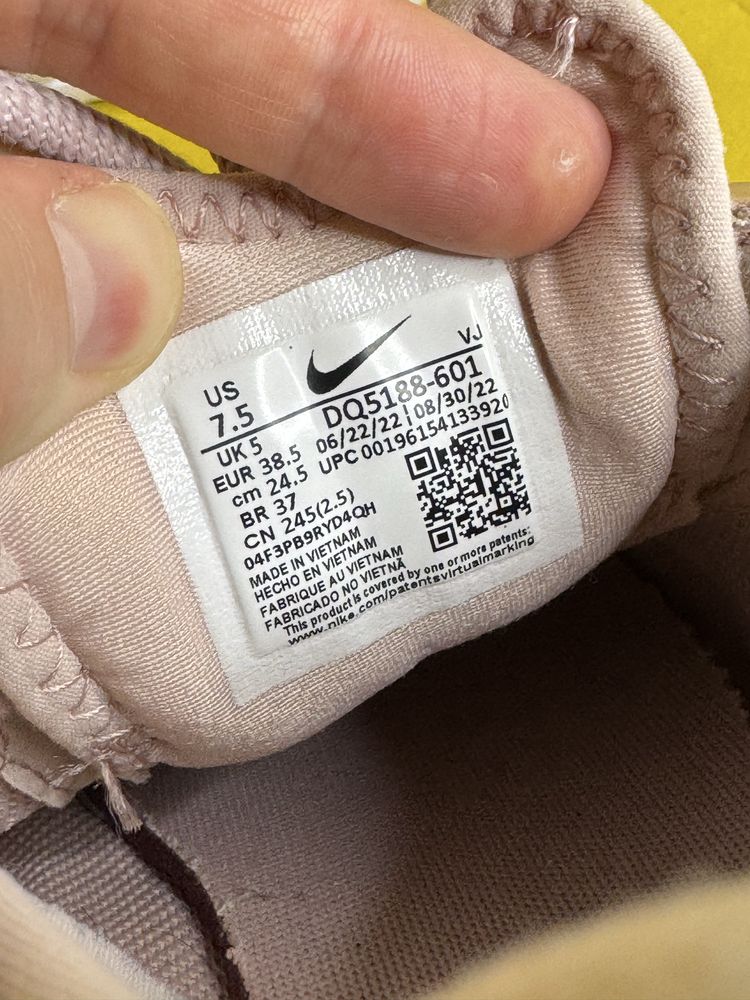 VJ
US
7.5
DQ5188-601
UK 5
06/22/22 | 08/30/22
EUR 38.5
UPC 00196154133920
cm 24.5
BR 37
CN 245(2.5)
04F3PB9RYD4QH
MADE IN VIETNAM
HECHO EN VIETNAM
FABRIQUE AU VIETNAM
FABRICADO NO VIETNÃ
This product is covered by one or more patents:
www.nike.com/patentsvirtualmarking